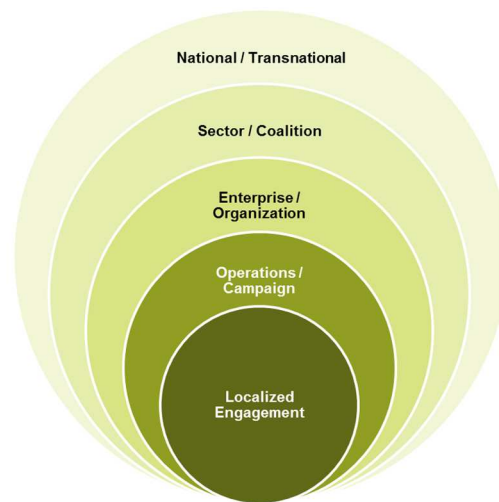 National / Transnational
Sector / Coalition
Enterprise /
Organization
Operations /
Campaign
Localized
Engagement